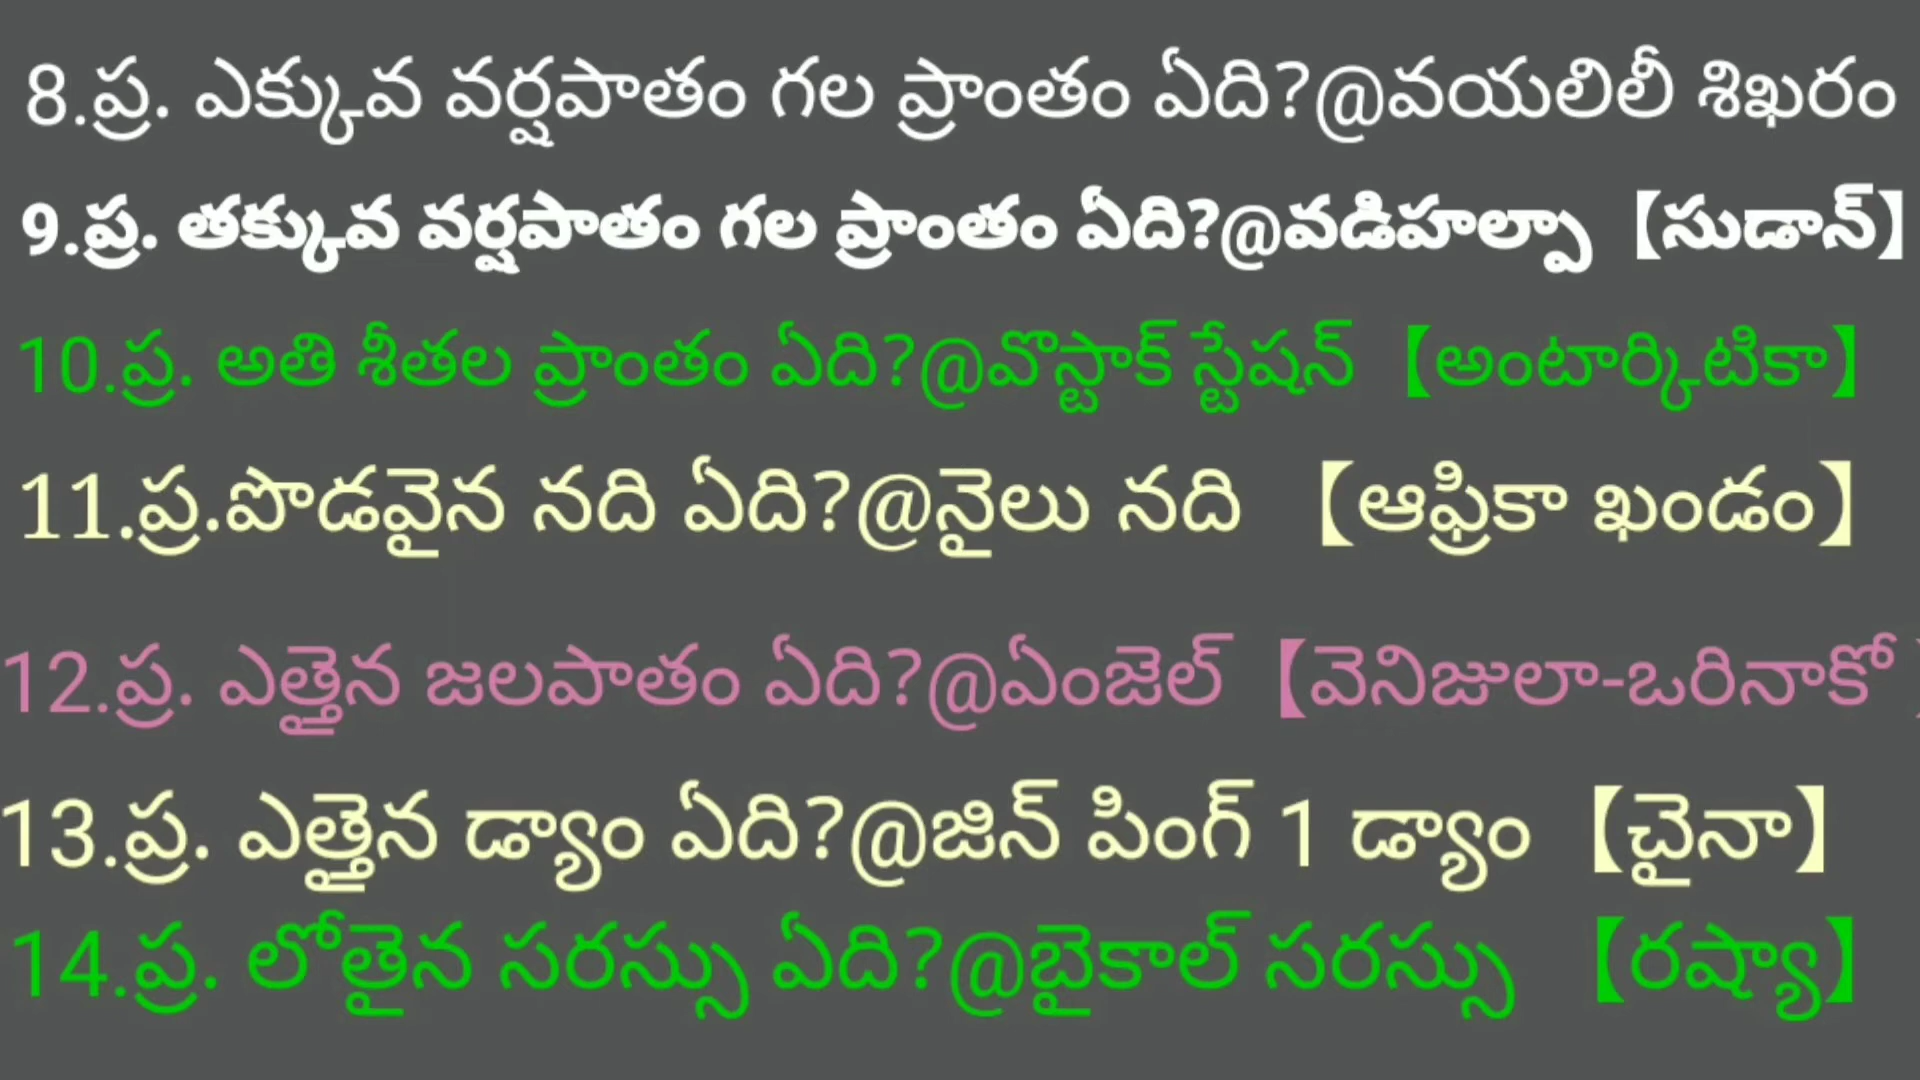 8.ప్ర. ఎక్కువ వర్షపాతం గల ప్రాంతం ఏది?@వయలిలీ శిఖరం
9.ప్ర. తక్కువ వర్షపాతం గల ప్రాంతం ఏది?@వడిహల్ఫా【సుడాన్】
10.ప్ర. అతి శీతల ప్రాంతం ఏది?@వొస్టాక్ స్టేషన్【అంటార్కిటికా】
11.ప్ర.పొడవైన నది ఏది?@నైలు నది 【ఆఫ్రికా ఖండం】
12.ప్ర. ఎత్తైన జలపాతం ఏది?@ఏంజెల్【వెనిజులా-ఒరినాకో】
13.ప్ర. ఎత్తైన డ్యాం ఏది?@జిన్ పింగ్ 1 డ్యాం【చైనా】
14.ప్ర. లోతైన సరస్సు ఏది?@బైకాల్ సరస్సు 【రష్యా】